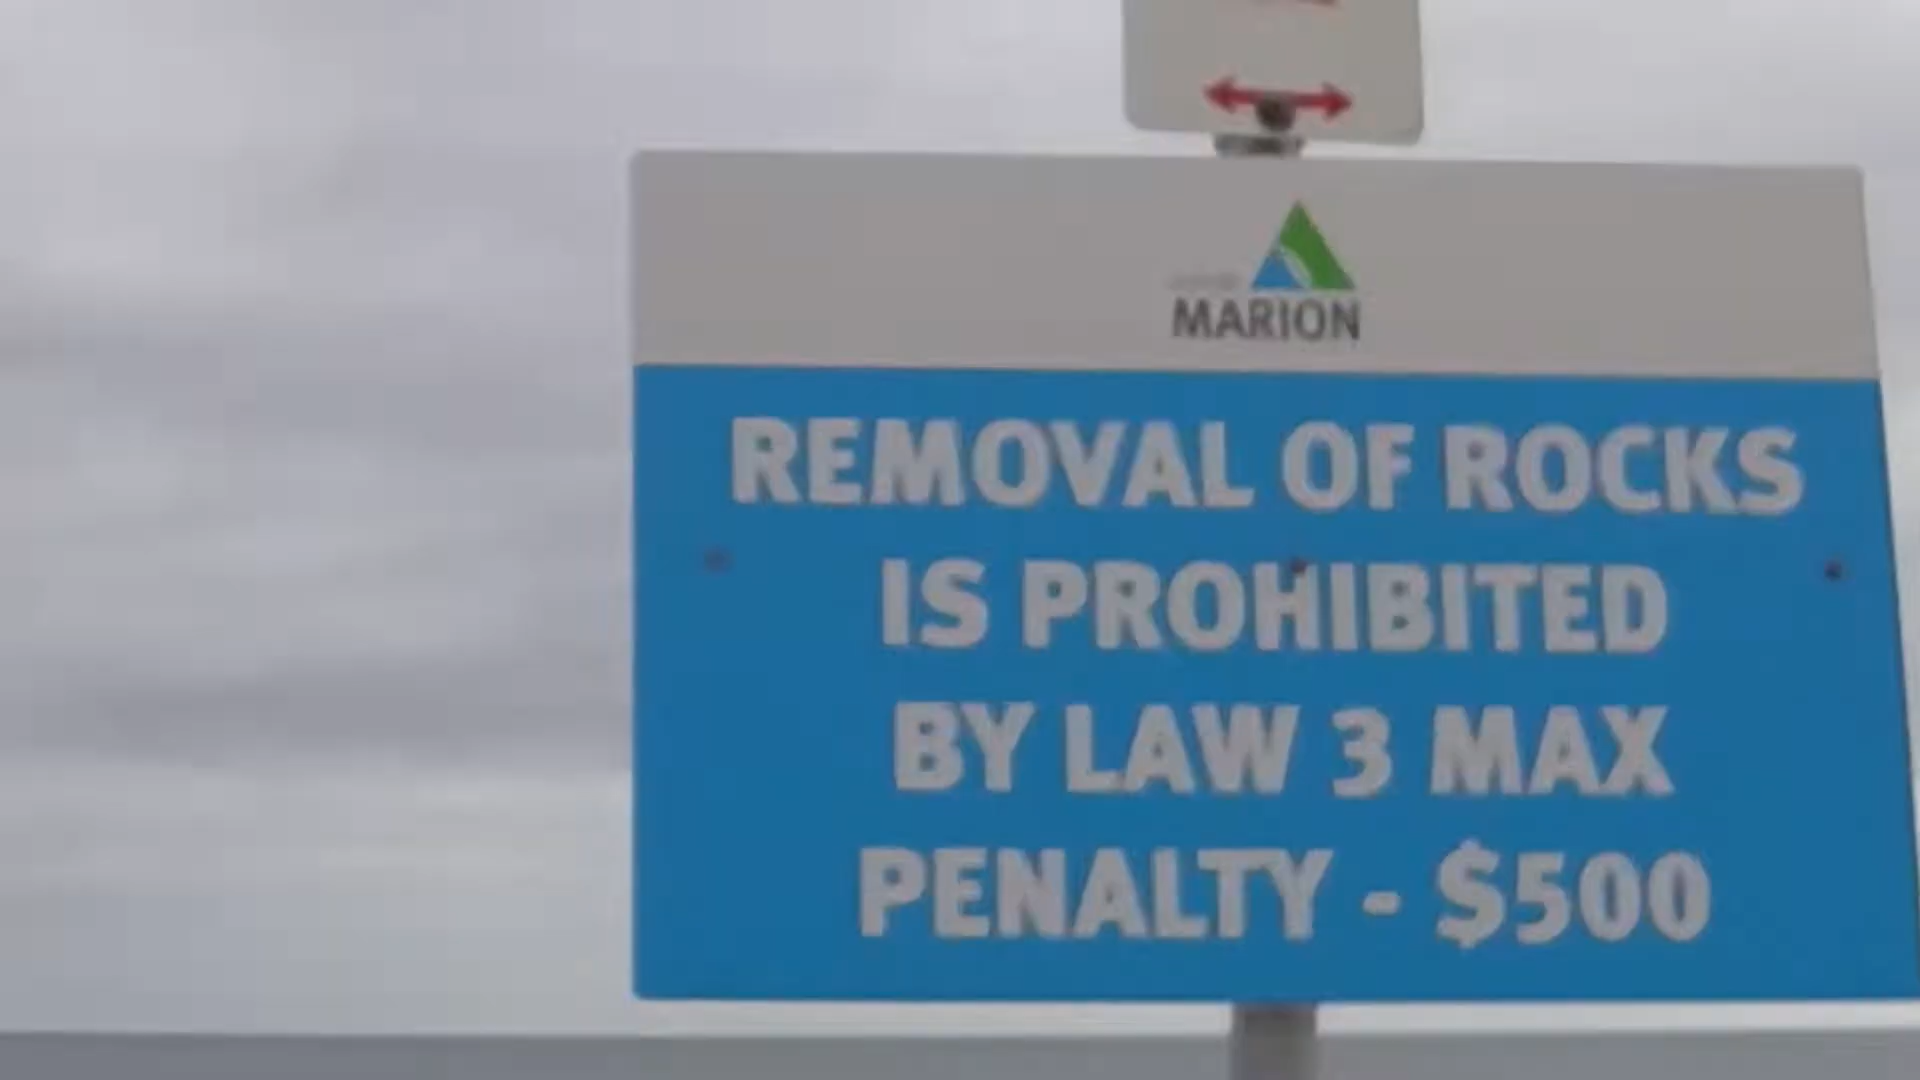 MARION
REMOVAL OF ROCKS
IS PROHIBITED
BY LAW 3 MAX
PENALTY - $500